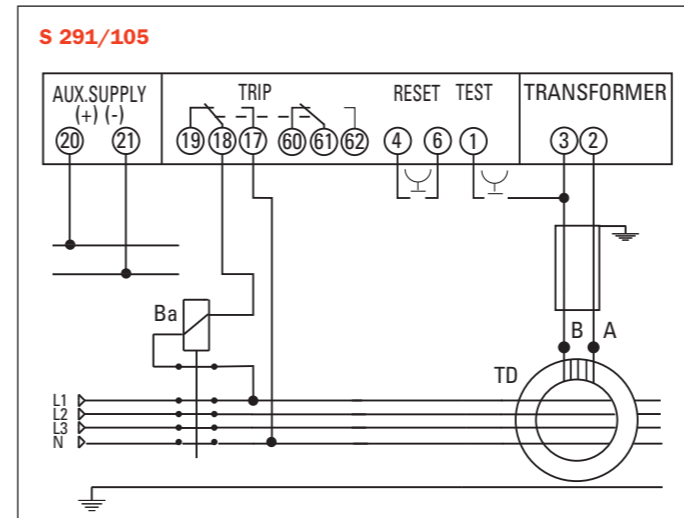 S 291/105
AUX.SUPPLY TRIP RESET TEST TRANSFORMER
(+) (-)
20 21 19 18 17 60 61 62 4 6 1 3 2
Ba
B A
TD
L1
L2
L3
N